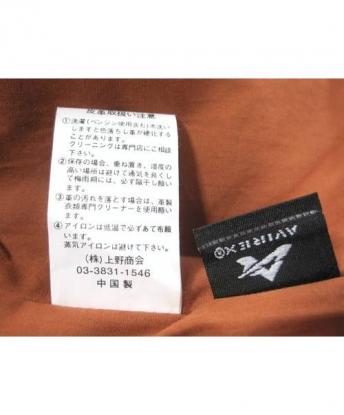 皮革取扱い注意
①洗濯(ベンジン使用含む)水洗い
しますと色落ちし革が硬化する
ことがあります。
クリーニングは専門店にご相談
下さい。
②保存の場合、重ね置き、湿度の
高い場所は避けて通気を良くし
て梅雨期には、必ず陰干し願い
ます。
③革の汚れを落とす場合は、革製
衣類専門クリーナーを使用願い
ます。
④アイロンは低温で必ずあて布願
います。
蒸気アイロンは避けて下さい。
(株)上野商会
03-3831-1546
中国製
AVIREX